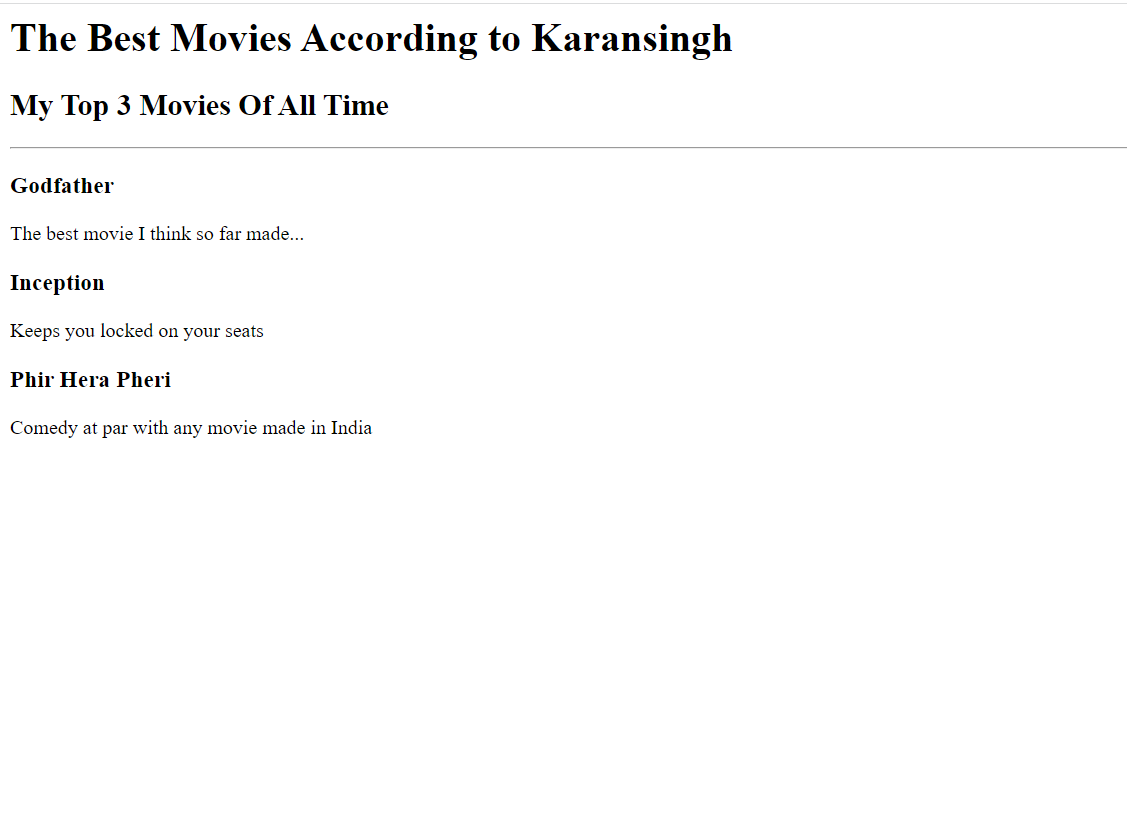 The Best Movies According to Karansingh
My Top 3 Movies Of All Time
Godfather
The best movie I think so far made...
Inception
Keeps you locked on your seats
Phir Hera Pheri
Comedy at par with any movie made in India